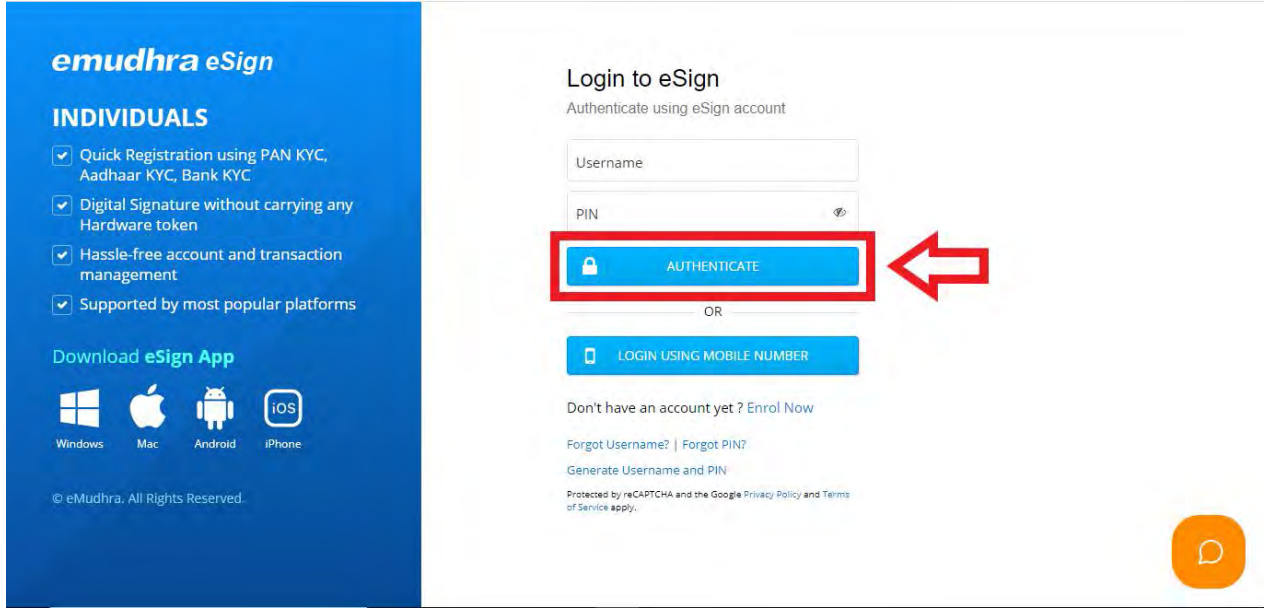 emudhra eSign
INDIVIDUALS
Quick Registration using PAN KYC,
Aadhaar KYC, Bank KYC
Digital Signature without carrying any
Hardware token
Hassle-free account and transaction
management
Supported by most popular platforms
Download eSign App
iOS
Windows Mac Android iPhone
© eMudhra. All Rights Reserved.
Login to eSign
Authenticate using eSign account
Username
PIN
AUTHENTICATE
OR
LOGIN USING MOBILE NUMBER
Don't have an account yet ? Enrol Now
Forgot Username? | Forgot PIN?
Generate Username and PIN
Protected by reCAPTCHA and the Google Privacy Policy and Terms
of Service apply.